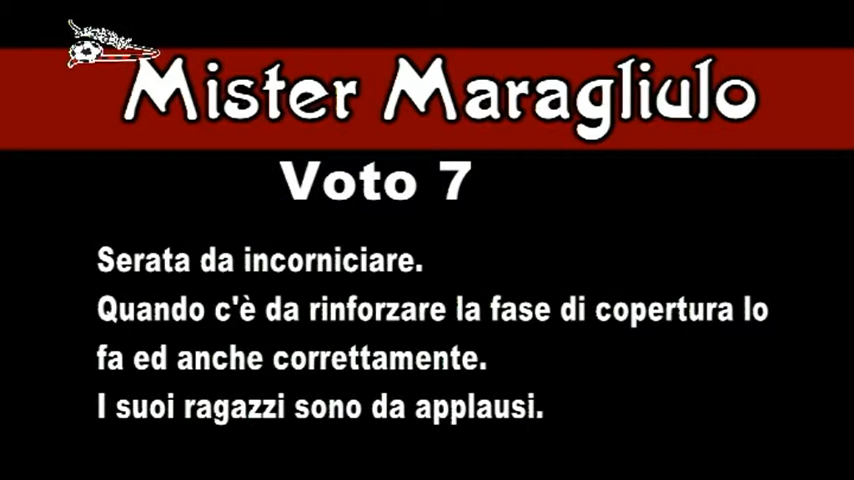 Mister Maragliulo
Voto 7
Serata da incorniciare.
Quando c'è da rinforzare la fase di copertura lo
fa ed anche correttamente.
I suoi ragazzi sono da applausi.